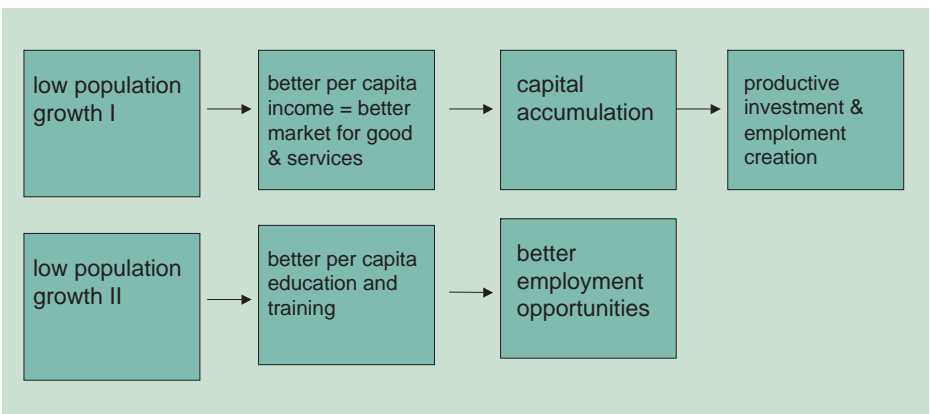 low population
growth I
better per capita
income = better
market for good
& services
capital
accumulation
productive
investment &
emploment
creation
low population
growth II
better per capita
education and
training
better
employment
opportunities